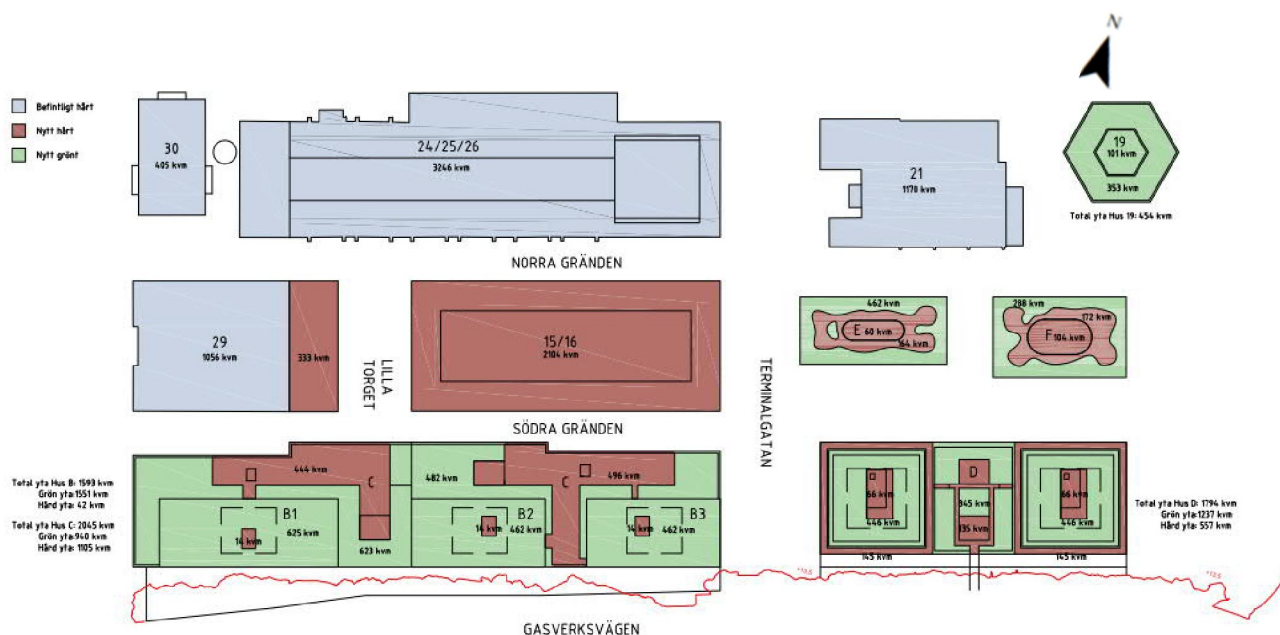 N
Befintligt hårt
Nytt hårt
Nytt grönt
30
405 kvm
24/25/26
3246 kvm
21
1170 kvm
19
101 kvm
353 kvm
Total yta Hus 19: 454 kvm
NORRA GRÄNDEN
29
1056 kvm
333 kvm
LILLA
TORGET
15/16
2104 kvm
TERMINALGATAN
462 kvm
E 60 kvm
164 kvm
288 kvm
172 kvm
F 104 kvm
SÖDRA GRÄNDEN
444 kvm
C
482 kvm
C
496 kvm
Total yta Hus B: 1593 kvm
Grön yta:1551 kvm
Hård yta: 42 kvm
Total yta Hus C: 2045 kvm
Grön yta:940 kvm
Hård yta: 1105 kvm
B1
14 kvm
625 kvm
623 kvm
B2
14 kvm
462 kvm
B3
14 kvm
462 kvm
66 kvm
446 kvm
145 kvm
D
345 kvm
135 kvm
66 kvm
446 kvm
145 kvm
Total yta Hus D: 1794 kvm
Grön yta:1237 kvm
Hård yta: 557 kvm
+10,5
+10,5
GASVERKSVÄGEN